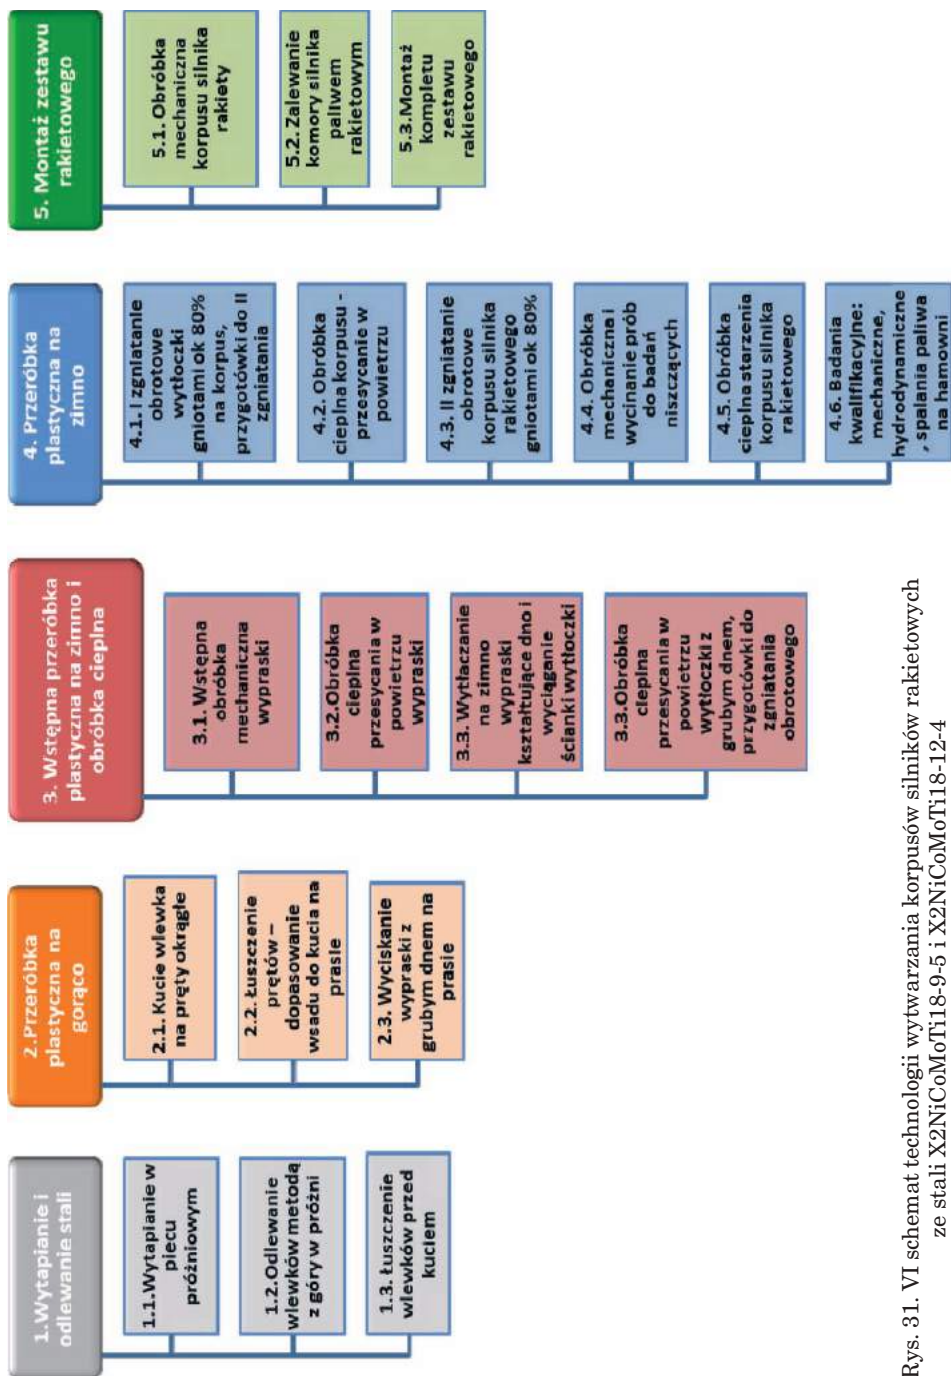 1.Wytapianie i
odlewanie stali
1.1.Wytapianie w
piecu
próżniowym
1.2.Odlewanie
wlewków metodą
z góry w próżni
1.3. Łuszczenie
wlewków przed
kuciem
2.Przeróbka
plastyczna na
gorąco
2.1. Kucie wlewka
na pręty okrągłe
2.2. Łuszczenie
prętów –
dopasowanie
wsadu do kucia na
prasie
2.3. Wyciskanie
wypraski z
grubym dnem na
prasie
3. Wstępna przeróbka
plastyczna na zimno i
obróbka cieplna
3.1. Wstępna
obróbka
mechaniczna
wypraski
3.2.Obróbka
cieplna
przesycania w
powietrzu
wypraski
3.3. Wytłaczanie
na zimno
wypraski
kształtujące dno i
wyciąganie
ścianki wytłoczki
3.3.Obróbka
cieplna
przesycania w
powietrzu
wytłoczki z
grubym dnem,
przygotówki do
zgniatania
obrotowego
4. Przeróbka
plastyczna na
zimno
4.1. I zgniatanie
obrotowe
wytłoczki
gniotami ok 80%
na korpus,
przygotówki do II
zgniatania
4.2. Obróbka
cieplna korpusu -
przesycanie w
powietrzu
4.3. II zgniatanie
obrotowe
korpusu silnika
rakietowego
gniotami ok 80%
4.4. Obróbka
mechaniczna i
wycinanie prób
do badań
niszczących
4.5. Obróbka
cieplna starzenia
korpusu silnika
rakietowego
4.6. Badania
kwalifikacyjne:
mechaniczne,
hydrodynamiczne
, spalania paliwa
na hamowni
5. Montaż zestawu
rakietowego
5.1. Obróbka
mechaniczna
korpusu silnika
rakiety
5.2. Zalewanie
komory silnika
paliwem
rakietowym
5.3.Montaż
kompletu
zestawu
rakietowego
Rys. 31. VI schemat technologii wytwarzania korpusów silników rakietowych
ze stali X2NiCoMoTi18-9-5 i X2NiCoMoTi18-12-4